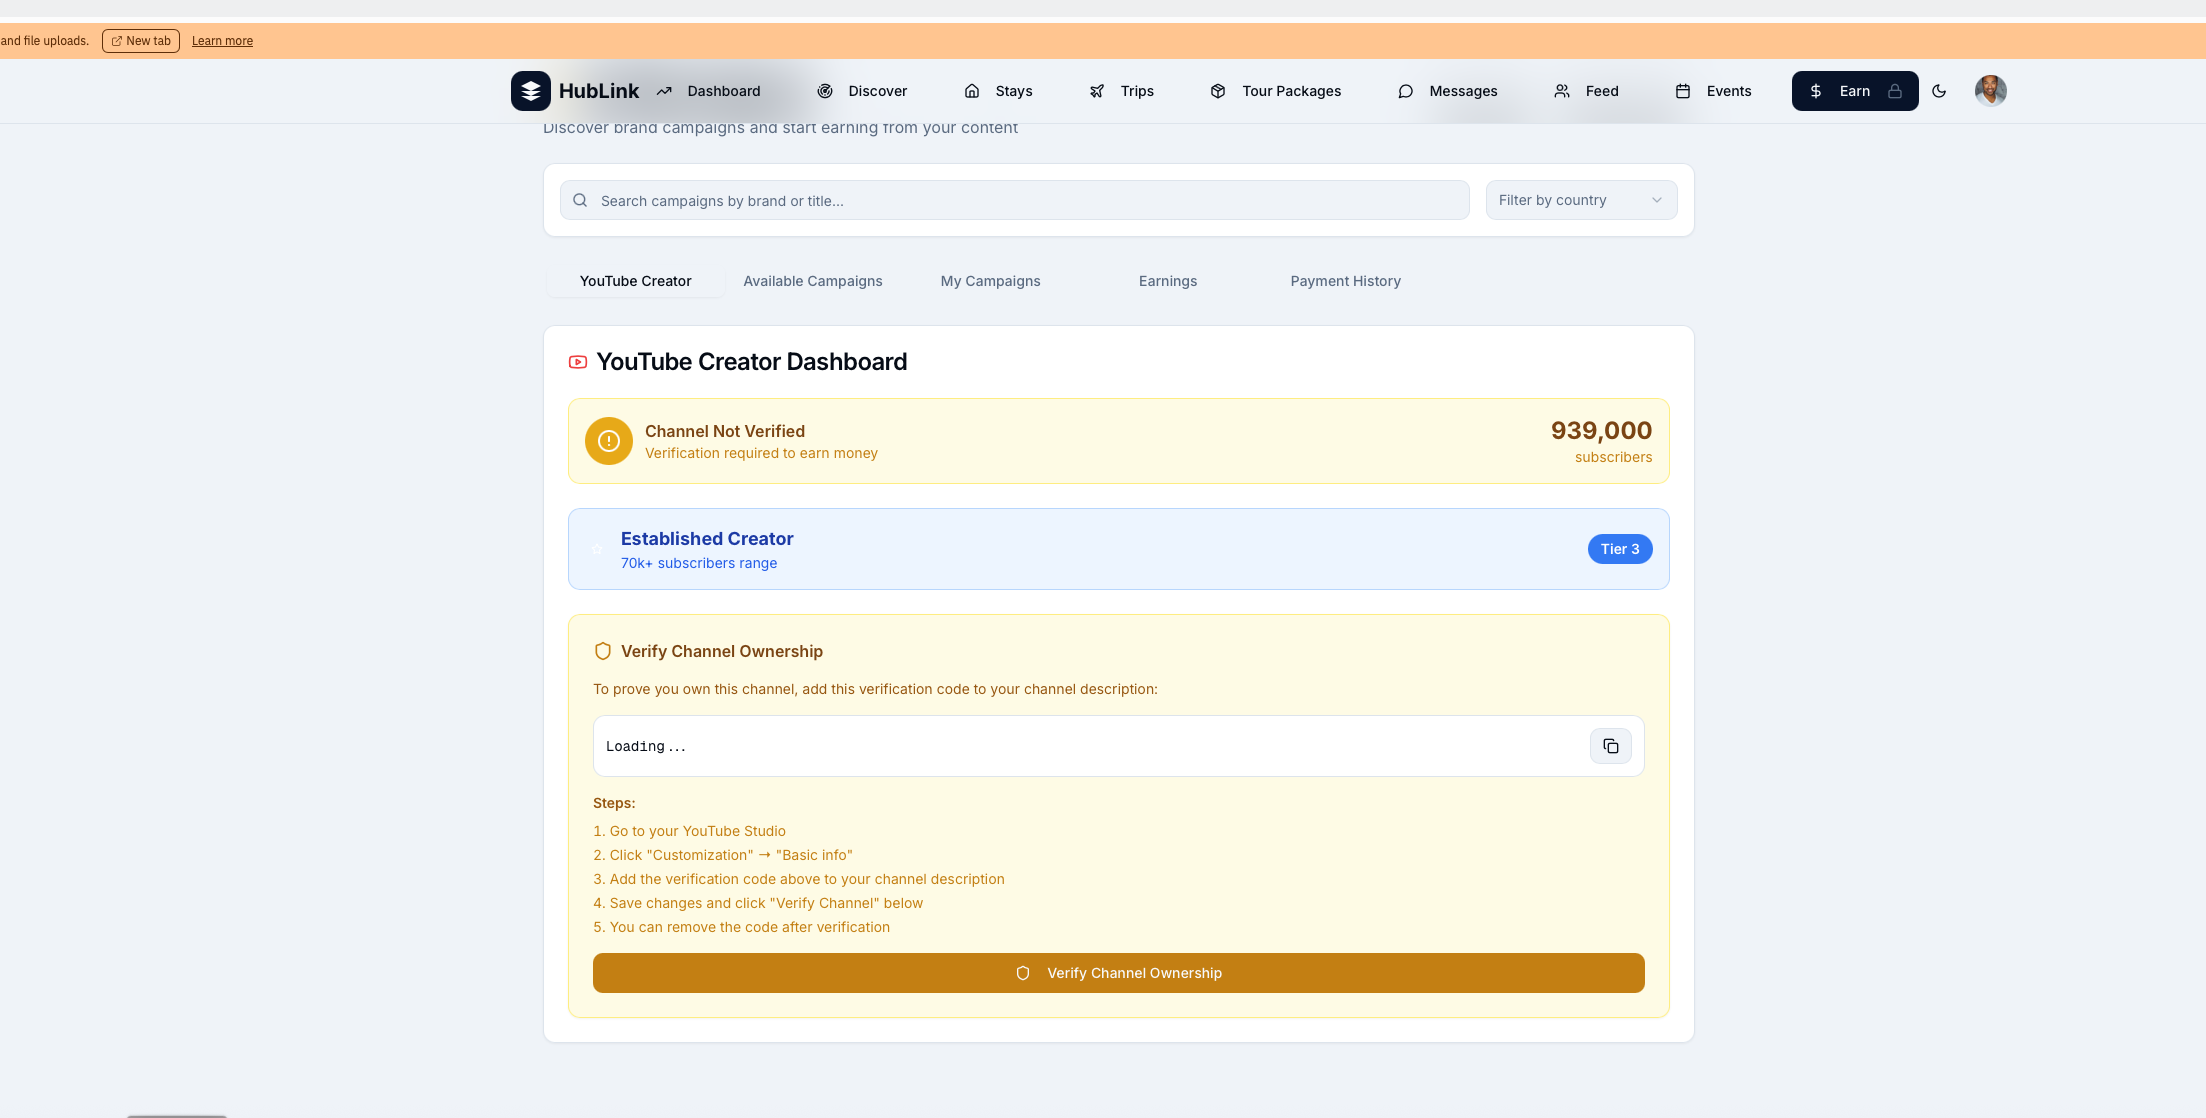 and file uploads. New tab Learn more
HubLink Dashboard Discover Stays Trips Tour Packages Messages Feed Events Earn
Discover brand campaigns and start earning from your content
Search campaigns by brand or title... Filter by country
YouTube Creator Available Campaigns My Campaigns Earnings Payment History
YouTube Creator Dashboard
Channel Not Verified
Verification required to earn money
939,000
subscribers
Established Creator
70k+ subscribers range
Tier 3
Verify Channel Ownership
To prove you own this channel, add this verification code to your channel description:
Loading...
Steps:
1. Go to your YouTube Studio
2. Click "Customization" → "Basic info"
3. Add the verification code above to your channel description
4. Save changes and click "Verify Channel" below
5. You can remove the code after verification
Verify Channel Ownership